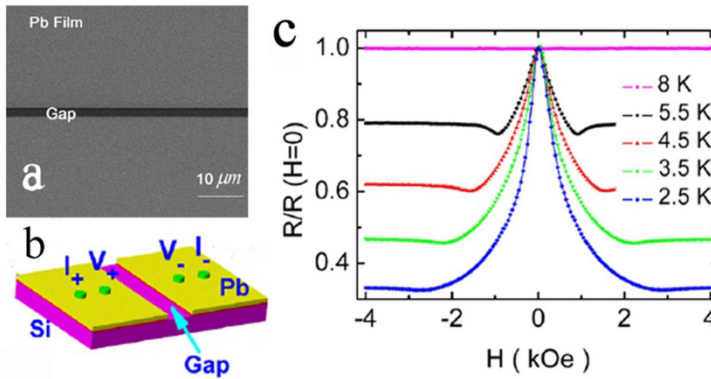 Pb Film
Gap
a
10 μm
b
I+ V+ V- I-
Pb
Si
Gap
c
R/R (H=0)
1.0
0.8
0.6
0.4
8 K
5.5 K
4.5 K
3.5 K
2.5 K
-4 -2 0 2 4
H ( kOe )